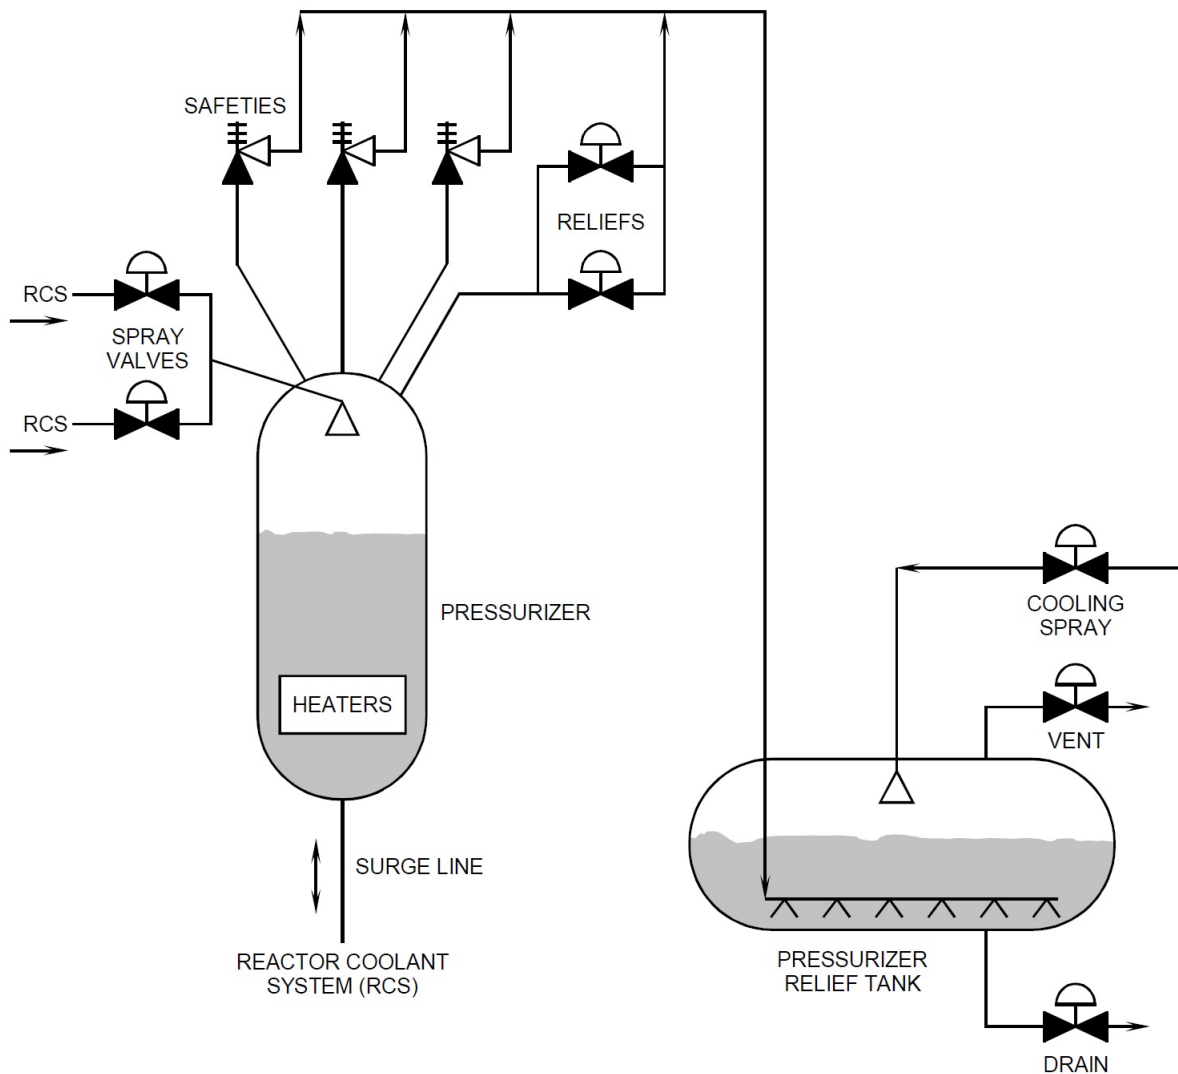 SAFETIES
RELIEFS
RCS
SPRAY
VALVES
RCS
COOLING
SPRAY
PRESSURIZER
HEATERS
VENT
SURGE LINE
REACTOR COOLANT
SYSTEM (RCS)
PRESSURIZER
RELIEF TANK
DRAIN